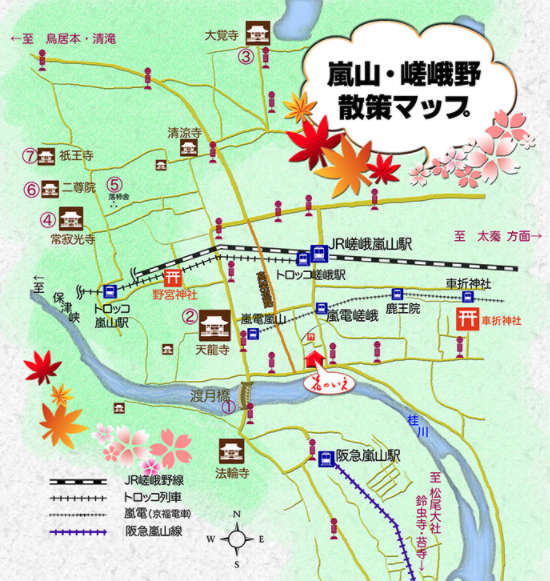 ←至 鳥居本・清滝
大覚寺
③
嵐山・嵯峨野
散策マップ
清涼寺
⑦
祇王寺
⑥
二尊院
⑤
落柿舎
④
常寂光寺
至 太秦 方面→
JR嵯峨嵐山駅
トロッコ嵯峨駅
←至
保津峡
トロッコ
嵐山駅
野宮神社
車折神社
鹿王院
嵐電嵯峨
嵐電嵐山
車折神社
②
天龍寺
渡月橋
①
桂川
法輪寺
阪急嵐山駅
至 松尾大社
鈴虫寺・苔寺→
JR嵯峨野線
トロッコ列車
嵐電(京福電車)
阪急嵐山線
N
W
E
S